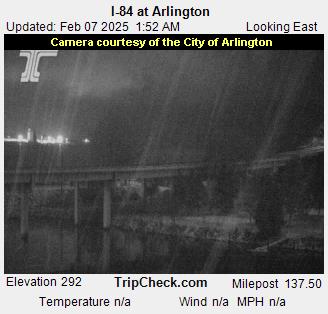 I-84 at Arlington
Updated: Feb 07 2025 1:52 AM Looking East
Camera courtesy of the City of Arlington
Elevation 292 TripCheck.com Milepost 137.50
Temperature n/a Wind n/a MPH n/a